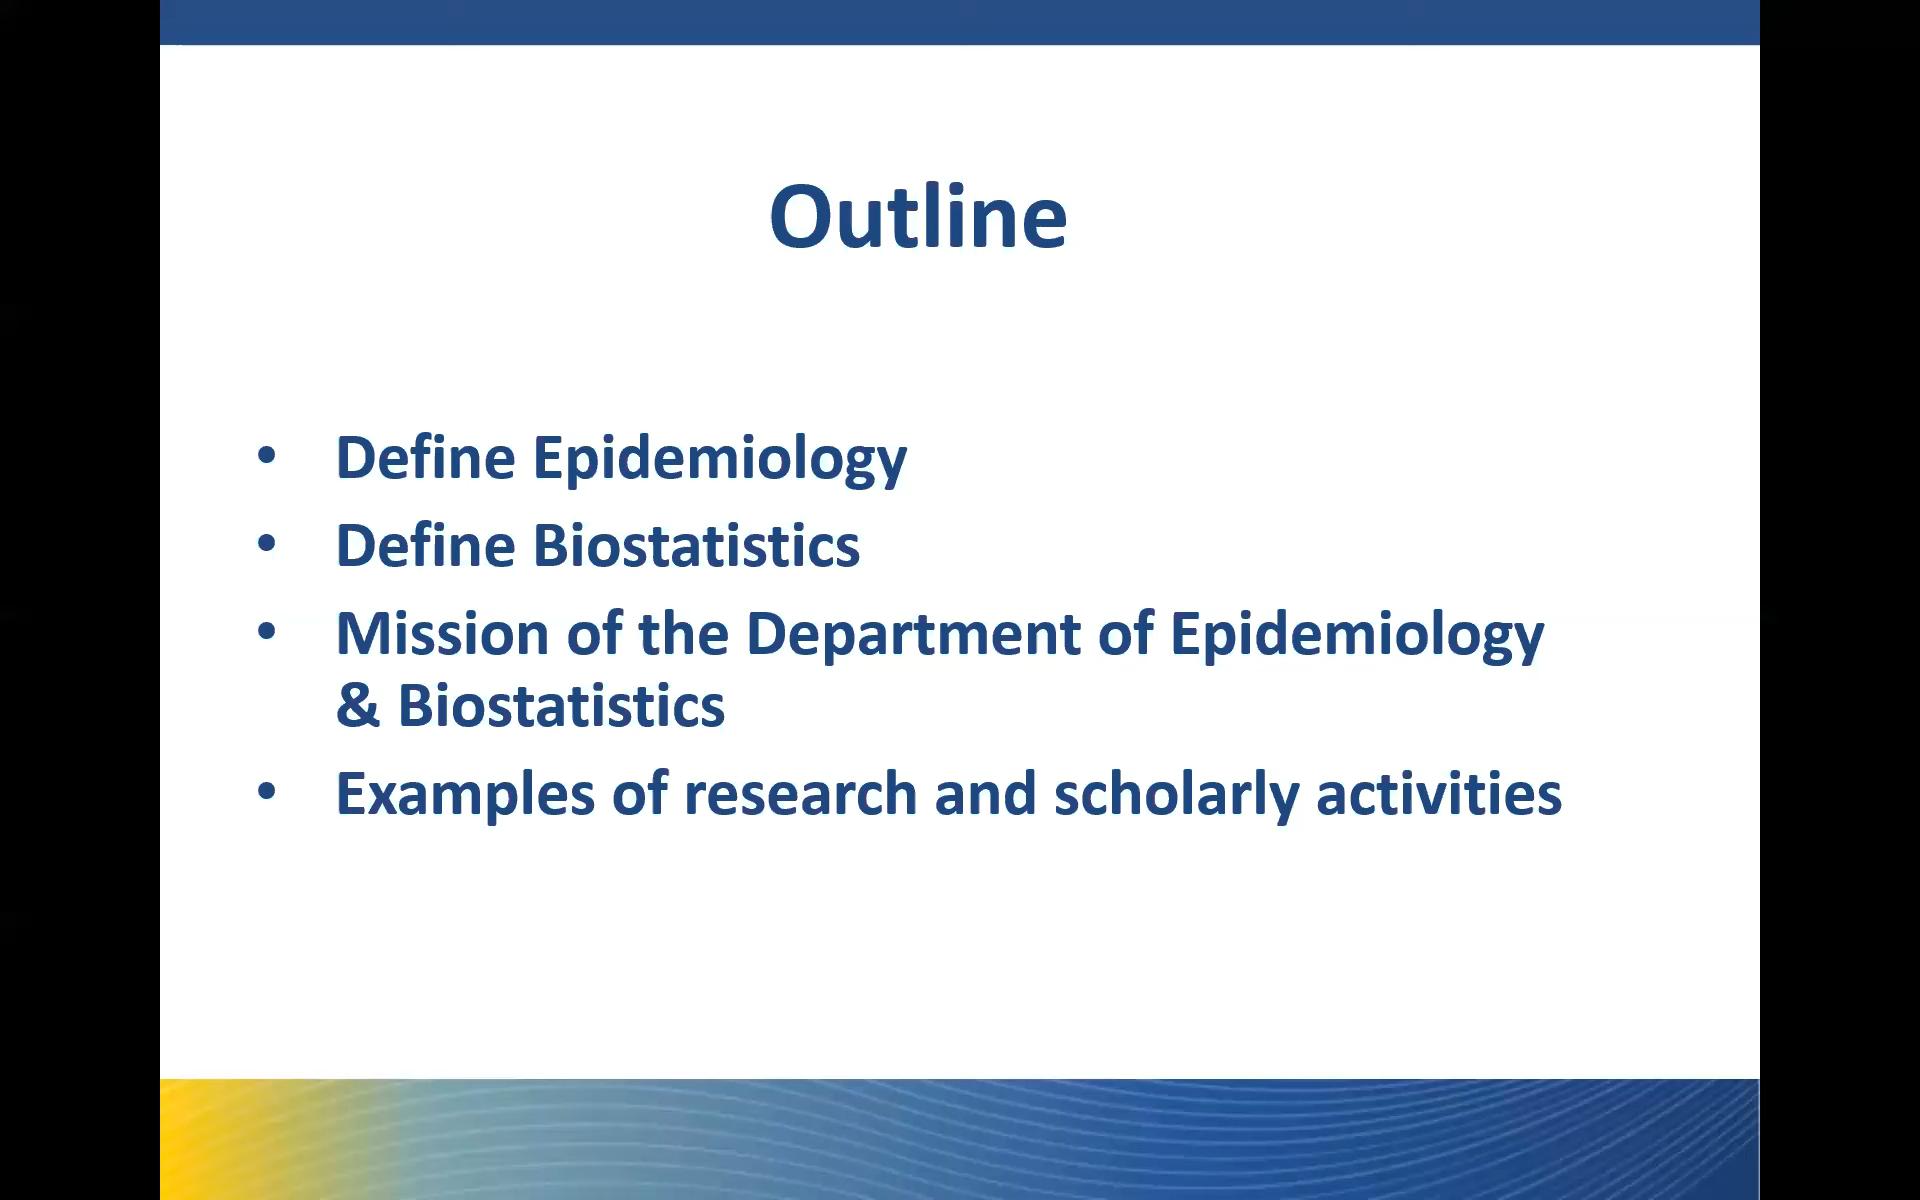 Outline
• Define Epidemiology
• Define Biostatistics
• Mission of the Department of Epidemiology
& Biostatistics
• Examples of research and scholarly activities